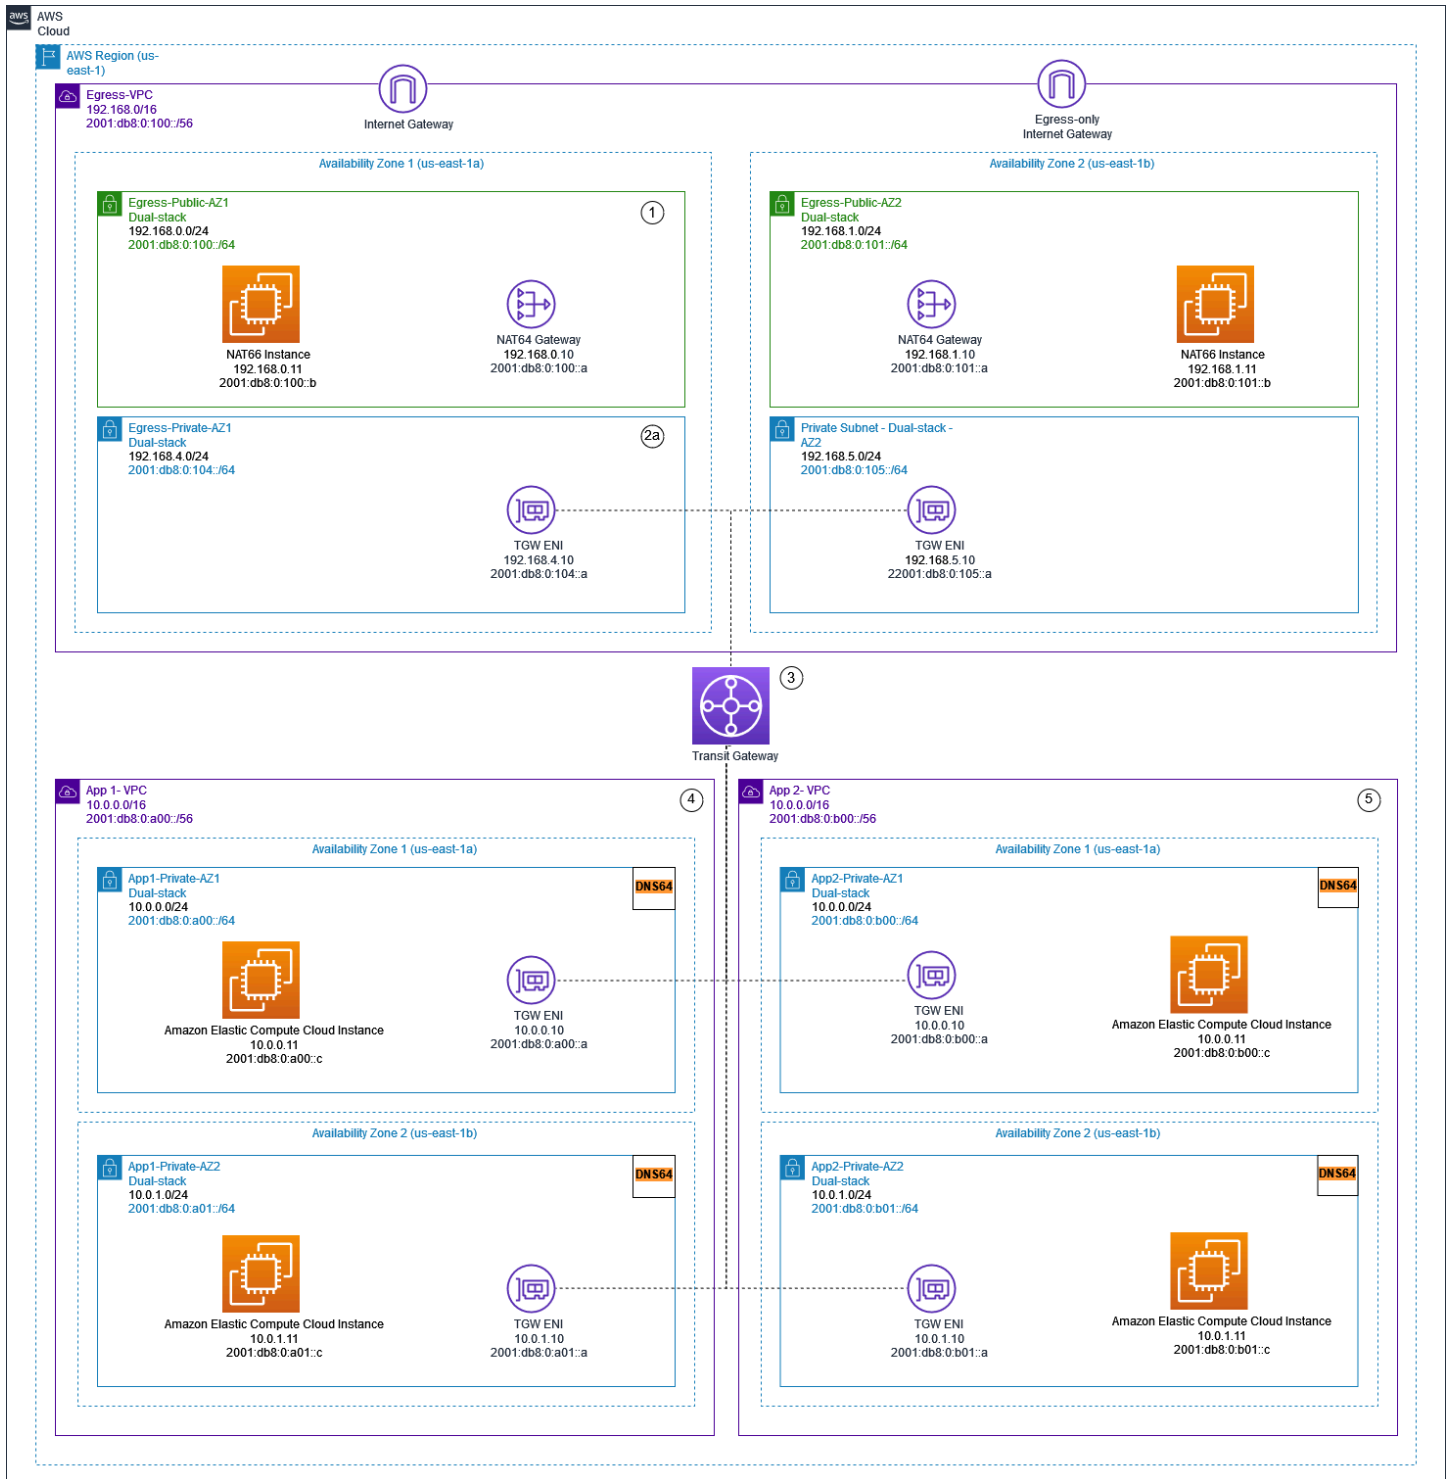 aws
AWS
Cloud
AWS Region (us-
east-1)
Egress-VPC
192.168.0/16
2001:db8:0:100::/56
Internet Gateway
Egress-only
Internet Gateway
Availability Zone 1 (us-east-1a)
Egress-Public-AZ1
Dual-stack
192.168.0.0/24
2001:db8:0:100::/64
1
NAT66 Instance
192.168.0.11
2001:db8:0:100::b
NAT64 Gateway
192.168.0.10
2001:db8:0:100::a
Egress-Private-AZ1
Dual-stack
192.168.4.0/24
2001:db8:0:104::/64
2a
TGW ENI
192.168.4.10
2001:db8:0:104::a
Availability Zone 2 (us-east-1b)
Egress-Public-AZ2
Dual-stack
192.168.1.0/24
2001:db8:0:101::/64
NAT64 Gateway
192.168.1.10
2001:db8:0:101::a
NAT66 Instance
192.168.1.11
2001:db8:0:101::b
Private Subnet - Dual-stack -
AZ2
192.168.5.0/24
2001:db8:0:105::/64
TGW ENI
192.168.5.10
22001:db8:0:105::a
3
Transit Gateway
App 1- VPC
10.0.0.0/16
2001:db8:0:a00::/56
4
Availability Zone 1 (us-east-1a)
App1-Private-AZ1
Dual-stack
10.0.0.0/24
2001:db8:0:a00::/64
DNS64
Amazon Elastic Compute Cloud Instance
10.0.0.11
2001:db8:0:a00::c
TGW ENI
10.0.0.10
2001:db8:0:a00::a
Availability Zone 2 (us-east-1b)
App1-Private-AZ2
Dual-stack
10.0.1.0/24
2001:db8:0:a01::/64
DNS64
Amazon Elastic Compute Cloud Instance
10.0.1.11
2001:db8:0:a01::c
TGW ENI
10.0.1.10
2001:db8:0:a01::a
App 2- VPC
10.0.0.0/16
2001:db8:0:b00::/56
5
Availability Zone 1 (us-east-1a)
App2-Private-AZ1
Dual-stack
10.0.0.0/24
2001:db8:0:b00::/64
DNS64
TGW ENI
10.0.0.10
2001:db8:0:b00::a
Amazon Elastic Compute Cloud Instance
10.0.0.11
2001:db8:0:b00::c
Availability Zone 2 (us-east-1b)
App2-Private-AZ2
Dual-stack
10.0.1.0/24
2001:db8:0:b01::/64
DNS64
TGW ENI
10.0.1.10
2001:db8:0:b01::a
Amazon Elastic Compute Cloud Instance
10.0.1.11
2001:db8:0:b01::c